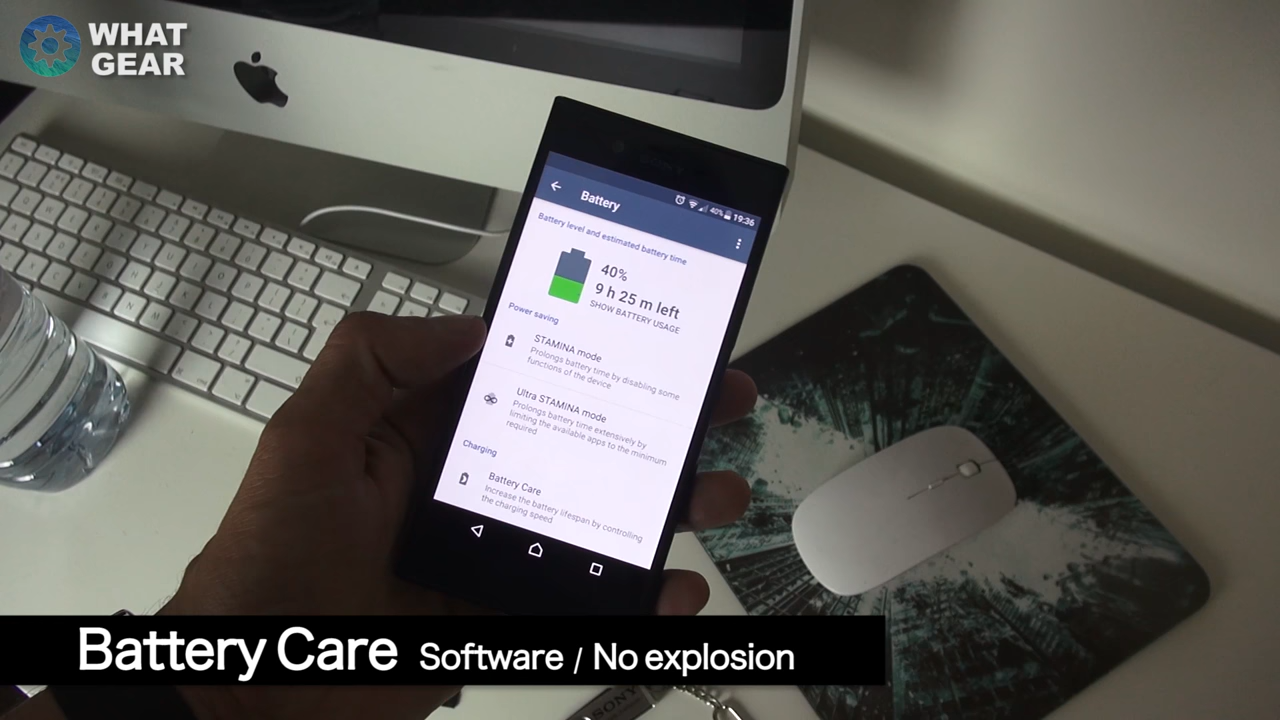 WHAT
GEAR
Battery
40%
19:36
Battery level and estimated battery time
40%
9 h 25 m left
SHOW BATTERY USAGE
Power saving
STAMINA mode
Prolongs battery time by disabling some
functions of the device
Ultra STAMINA mode
Prolongs battery time extensively by
limiting the available apps to the minimum
required
Charging
Battery Care
Increase the battery lifespan by controlling
the charging speed
Battery Care Software / No explosion
SONY